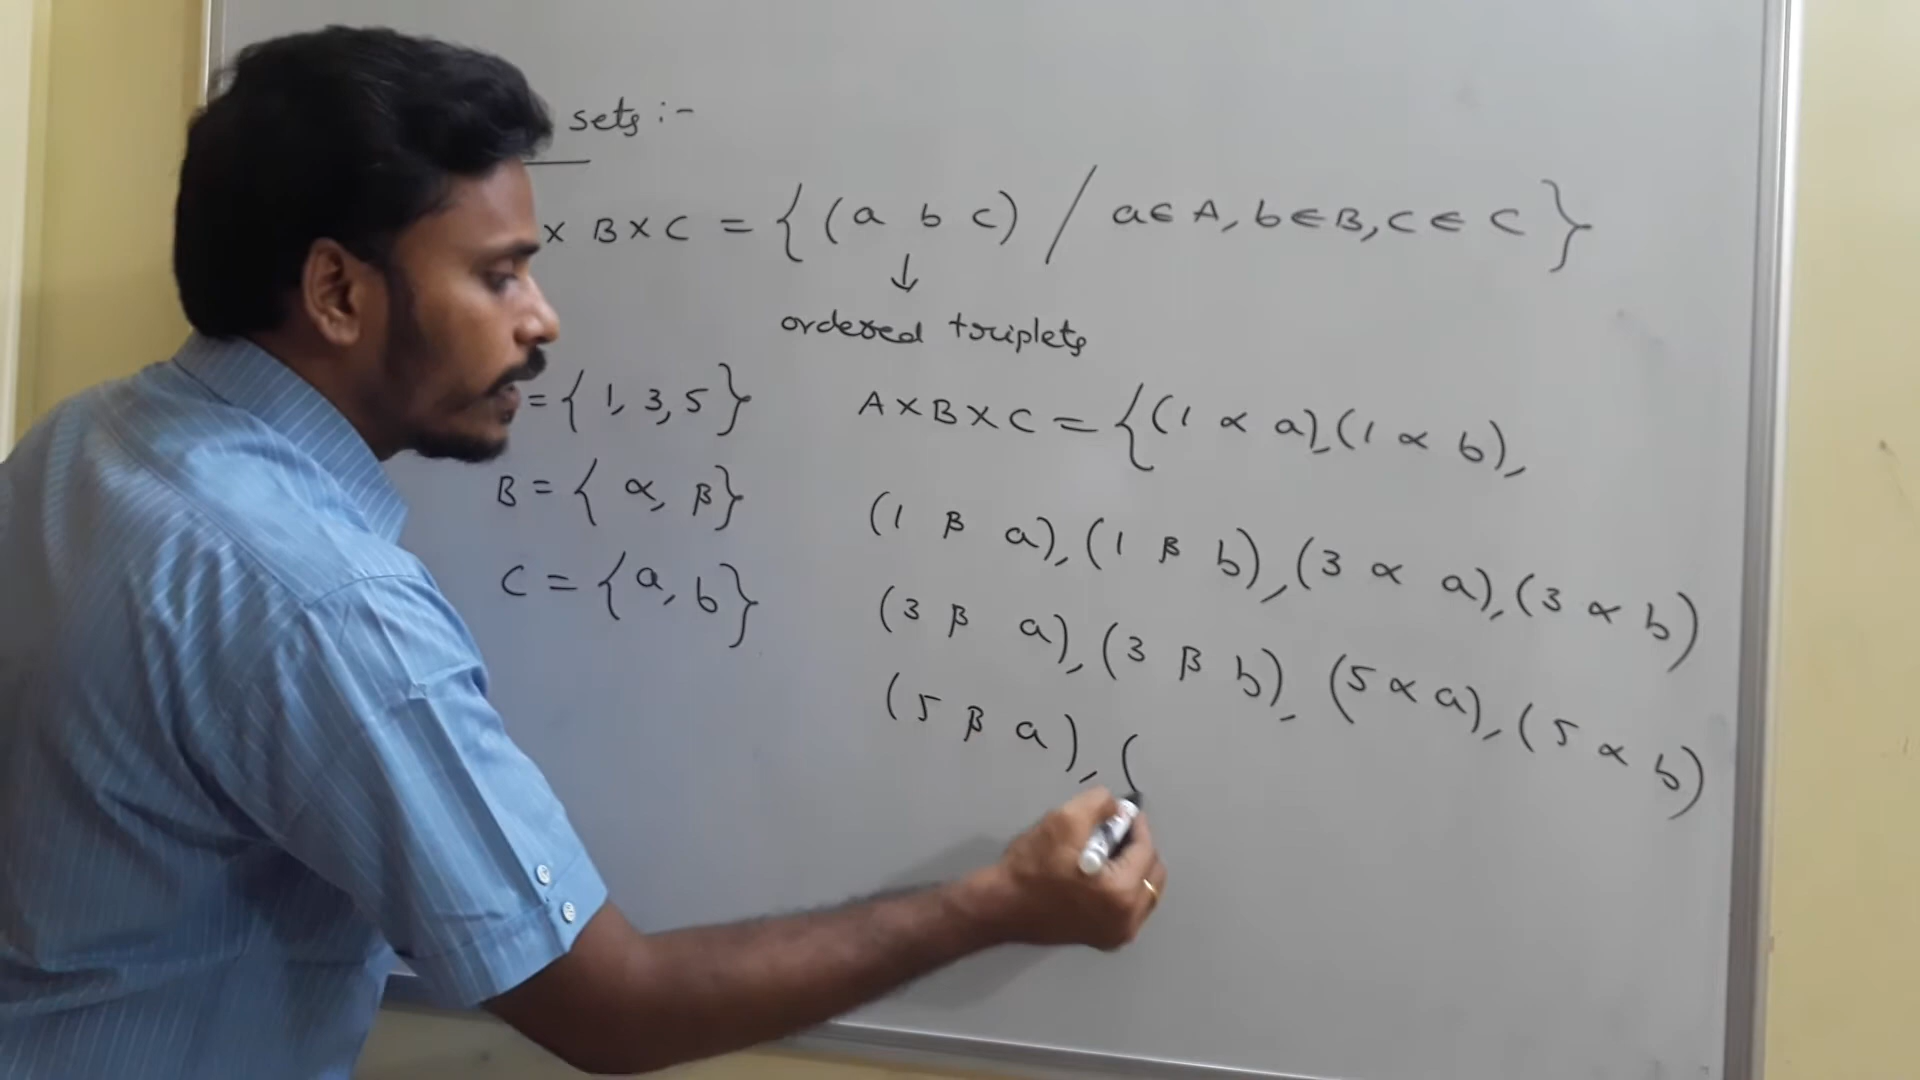 sets :-
× B × C = { (a b c) / a ∈ A, b ∈ B, c ∈ C }
↓
ordered triplets
= { 1, 3, 5 }
B = { α, β }
C = { a, b }
A × B × C = { (1 α a), (1 α b),
(1 β a), (1 β b), (3 α a), (3 α b)
(3 β a), (3 β b), (5 α a), (5 α b)
(5 β a), (